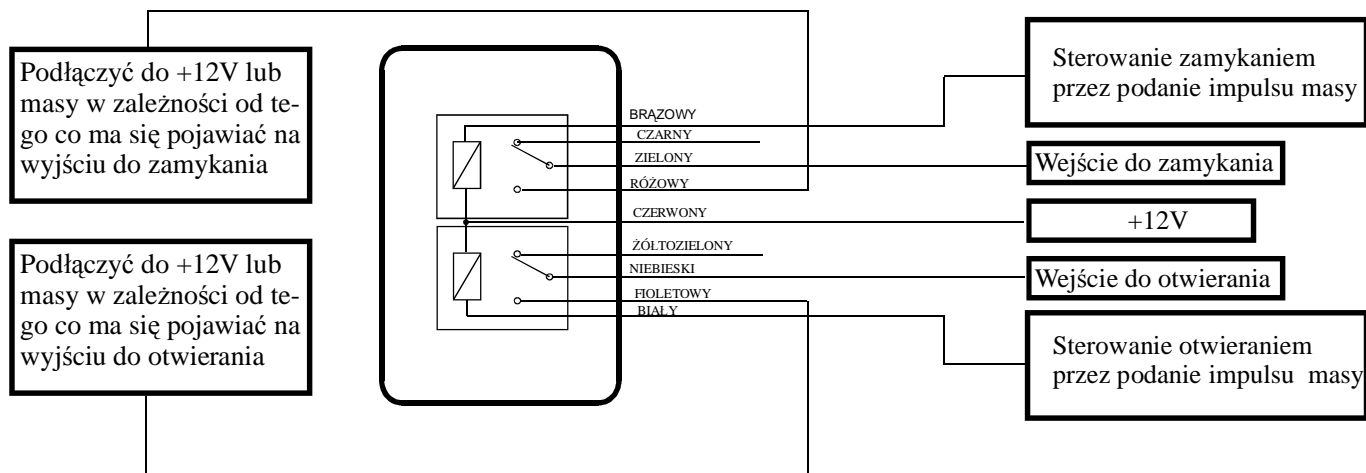 Podłączyć do +12V lub
masy w zależności od te-
go co ma się pojawiać na
wyjściu do zamykania
Podłączyć do +12V lub
masy w zależności od te-
go co ma się pojawiać na
wyjściu do otwierania
BRĄZOWY
CZARNY
ZIELONY
RÓŻOWY
CZERWONY
ŻÓŁTOZIELONY
NIEBIESKI
FIOLETOWY
BIAŁY
Sterowanie zamykaniem
przez podanie impulsu masy
Wejście do zamykania
+12V
Wejście do otwierania
Sterowanie otwieraniem
przez podanie impulsu masy